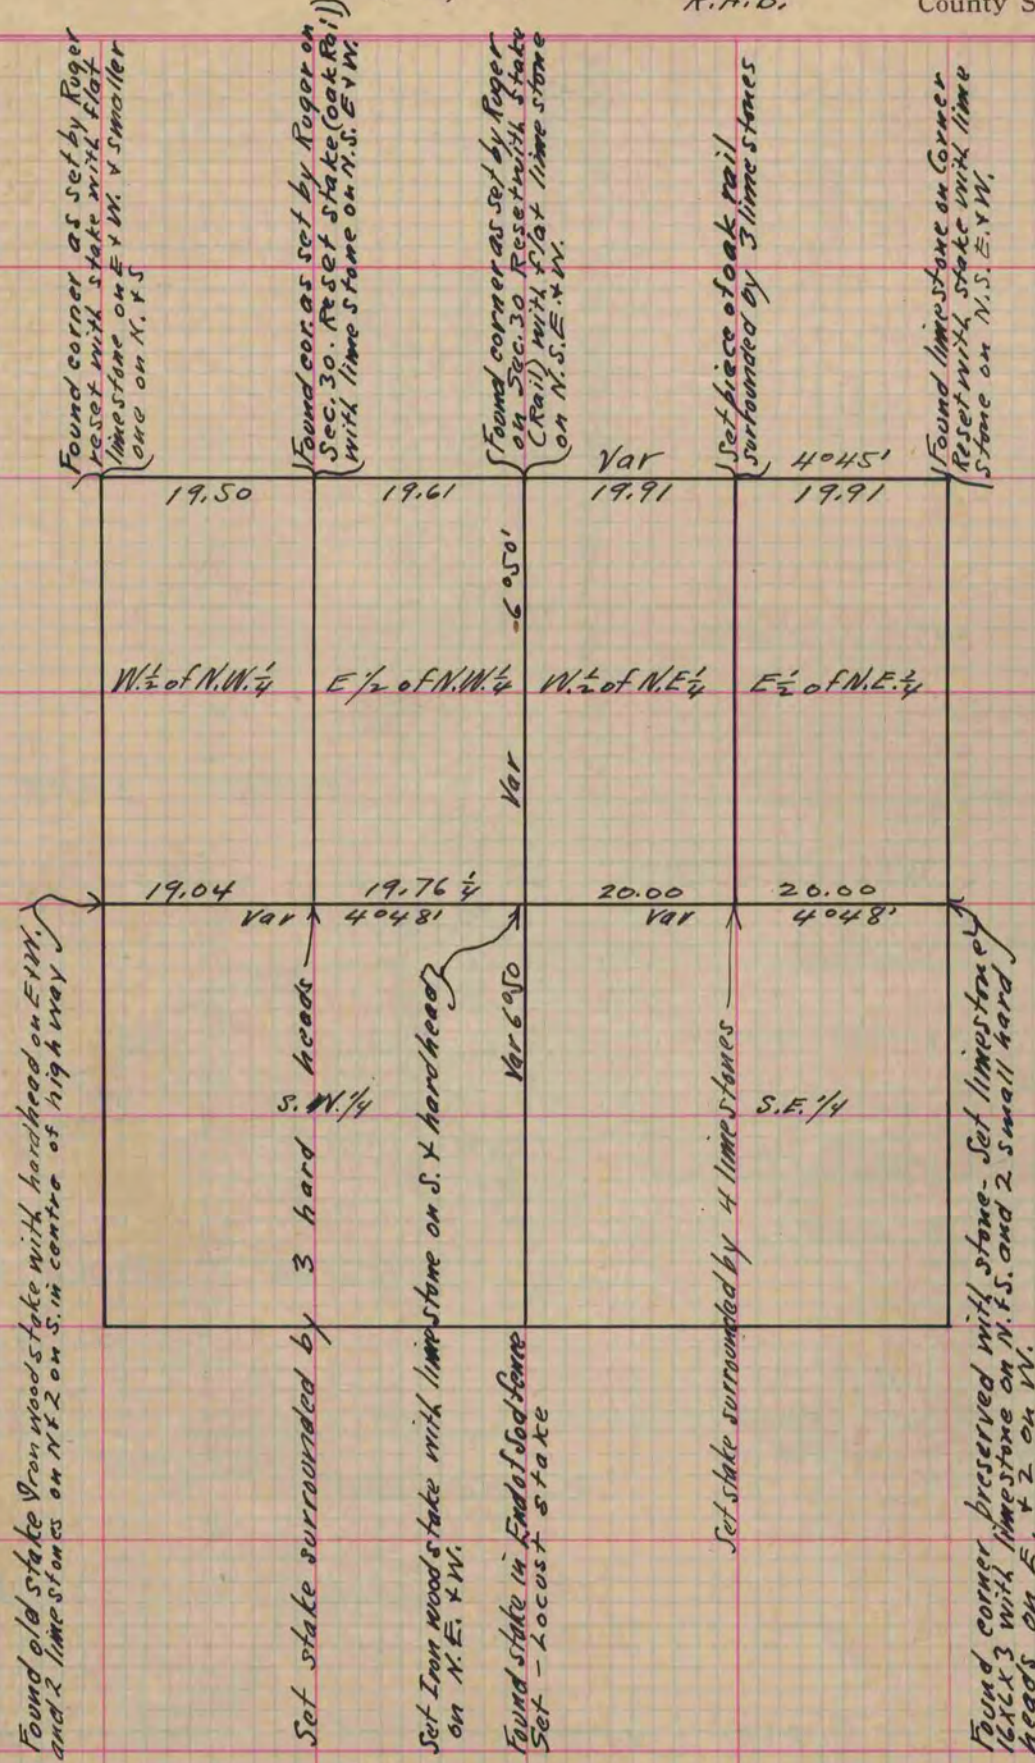 R.A.B.
County S
Found corner as set by Ruger
reset with stake with flat
limestone on E & W. & smaller
one on N. & S
Found cor. as set by Ruger on
Sec. 30. Reset stake (oak Rail)
with lime stone on N.S. E & W.
Found corner as set by Ruger
on Sec. 30 Reset with stake
(Rail) with flat lime stone
on N.S.E. & W.
Set piece of oak rail
surrounded by 3 lime stones
Found limestone on Corner
Reset with stake with lime
stone on N.S. E. & W.
Var 4°45'
19.50 19.61 19.91 19.91
Var 6°50'
W.½ of N.W.¼ E ½ of N.W.¼ W.½ of N.E¼ E½ of N.E.¼
19.04 19.76¼ 20.00 20.00
Var 4°48' Var 4°48'
Var 6°50
S.W.¼ S.E.¼
Found old stake Iron wood stake with hardhead on E & W.
and 2 limestones on N & 2 on S. in centre of highway
Set stake surrounded by 3 hard heads
Set Iron wood stake with limestone on S. & hardhead
on N.E. & W.
Found stake in End of Sod fence
Set - Locust stake
Set stake surrounded by 4 limestones
Found corner preserved with stone - Set limestone
16X6X3 with limestone on N. & S. and 2 small hard
heads on E. & 2 on W.